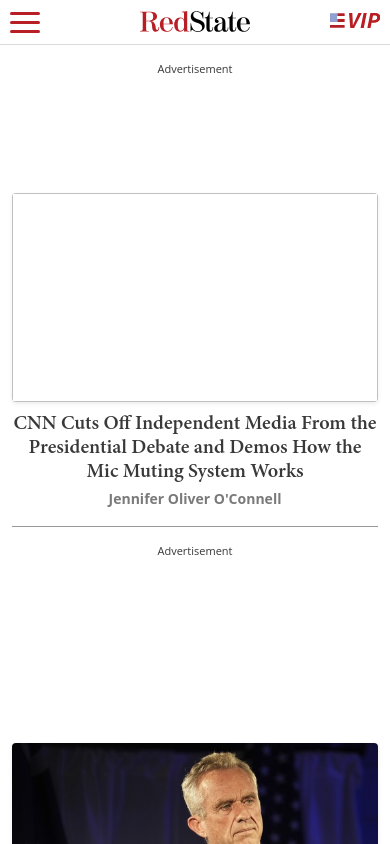 RedState
VIP
Advertisement
CNN Cuts Off Independent Media From the
Presidential Debate and Demos How the
Mic Muting System Works
Jennifer Oliver O'Connell
Advertisement